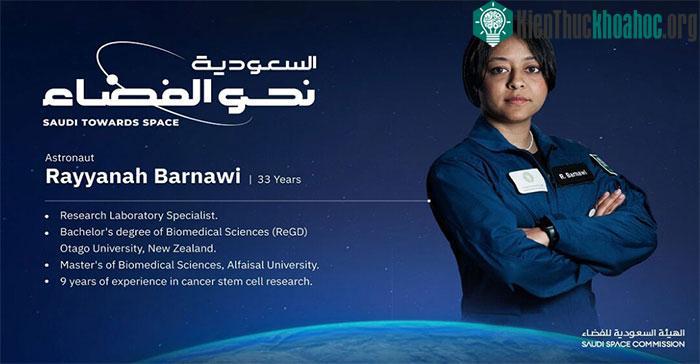 KienThuckhoahoc.org
السعودية
نحو الفضاء
SAUDI TOWARDS SPACE
Astronaut
Rayyanah Barnawi | 33 Years
• Research Laboratory Specialist.
• Bachelor's degree of Biomedical Sciences (ReGD)
Otago University, New Zealand.
• Master's of Biomedical Sciences, Alfaisal University.
• 9 years of experience in cancer stem cell research.
R. Barnawi
الهيئة السعودية للفضاء
SAUDI SPACE COMMISSION